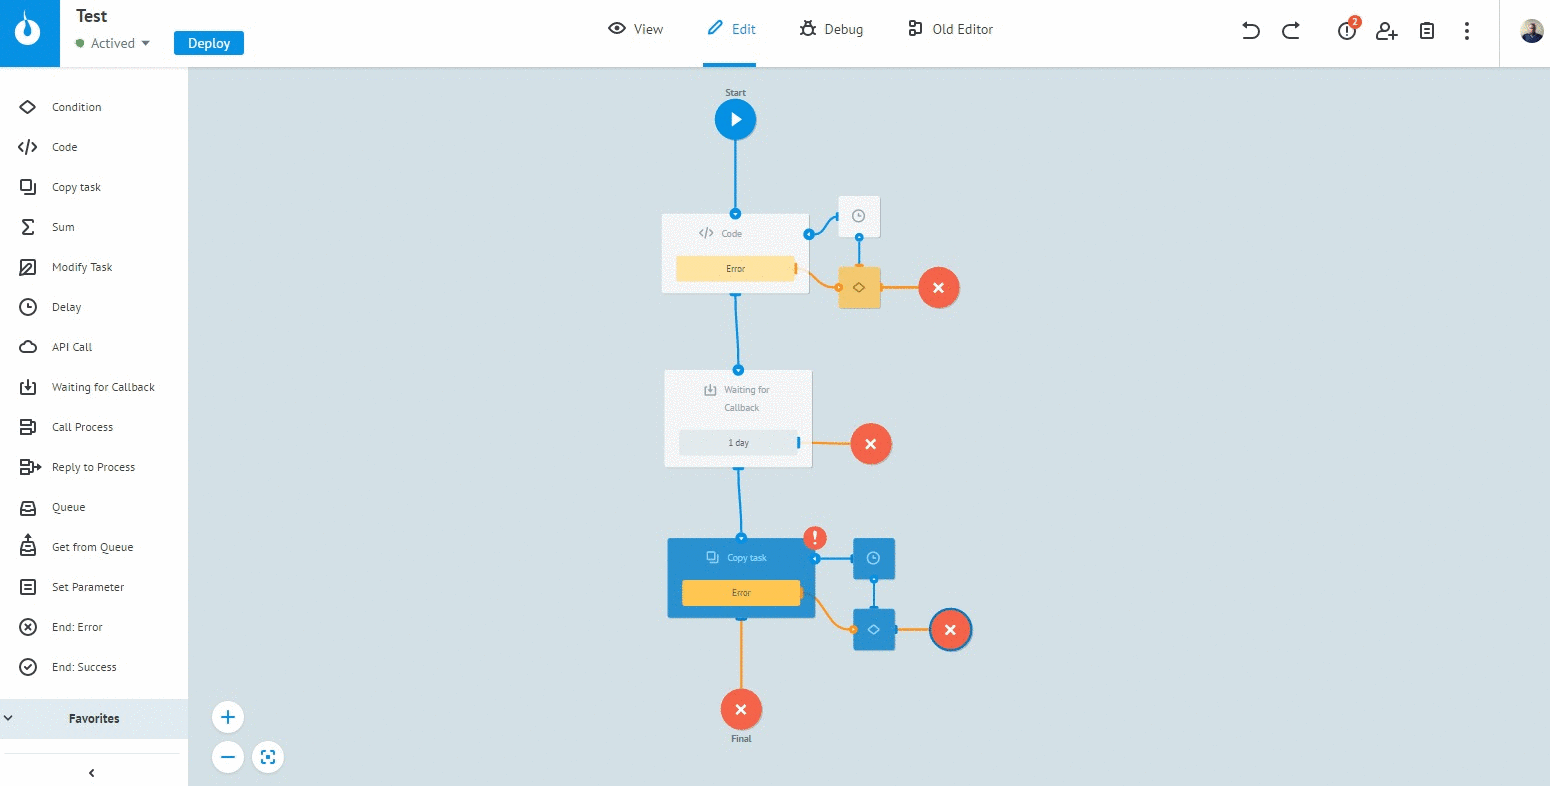 Test
Actived
Deploy
View
Edit
Debug
Old Editor
2
Condition
Code
Copy task
Sum
Modify Task
Delay
API Call
Waiting for Callback
Call Process
Reply to Process
Queue
Get from Queue
Set Parameter
End: Error
End: Success
Favorites
Start
Code
Error
Waiting for
Callback
1 day
Copy task
Error
Final